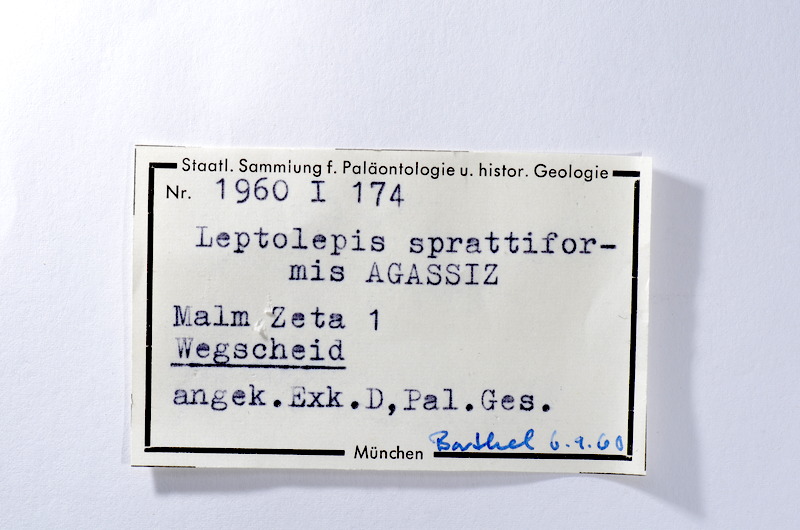 Staatl. Sammlung f. Paläontologie u. histor. Geologie
Nr. 1960 I 174
Leptolepis sprattifor-
mis AGASSIZ
Malm Zeta 1
Wegscheid
angek.Exk.D,Pal.Ges.
Barthel 6.9.60
München